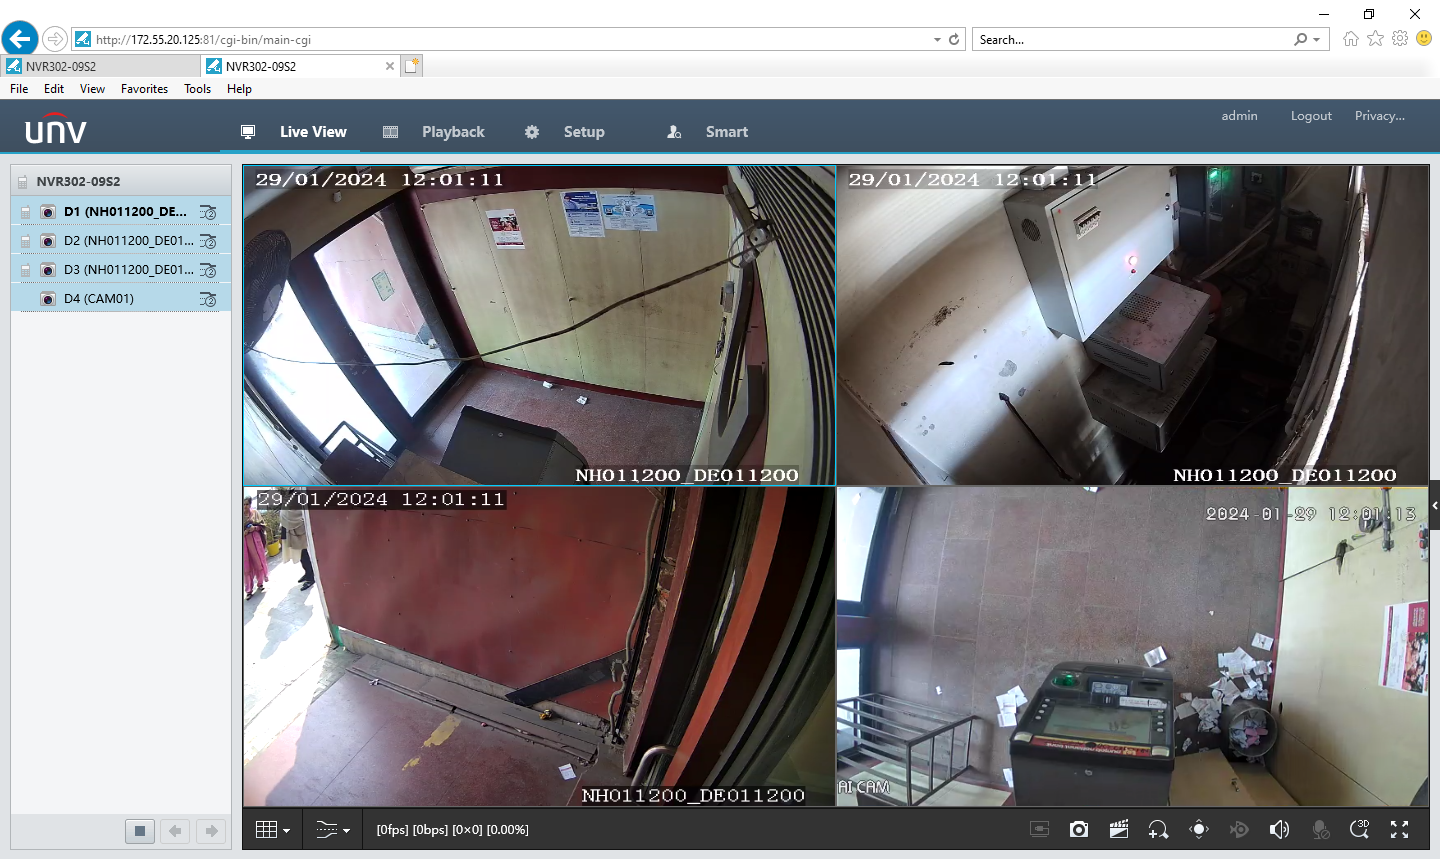 http://172.55.20.125:81/cgi-bin/main-cgi
Search...
NVR302-09S2
NVR302-09S2
File Edit View Favorites Tools Help
unv
Live View
Playback
Setup
Smart
admin
Logout
Privacy...
NVR302-09S2
D1 (NH011200_DE...
D2 (NH011200_DE01...
D3 (NH011200_DE01...
D4 (CAM01)
29/01/2024 12:01:11
NH011200_DE011200
29/01/2024 12:01:11
NH011200_DE011200
29/01/2024 12:01:11
NH011200_DE011200
2024-01-29 12:01:13
AI CAM
[0fps] [0bps] [0×0] [0.00%]
3D